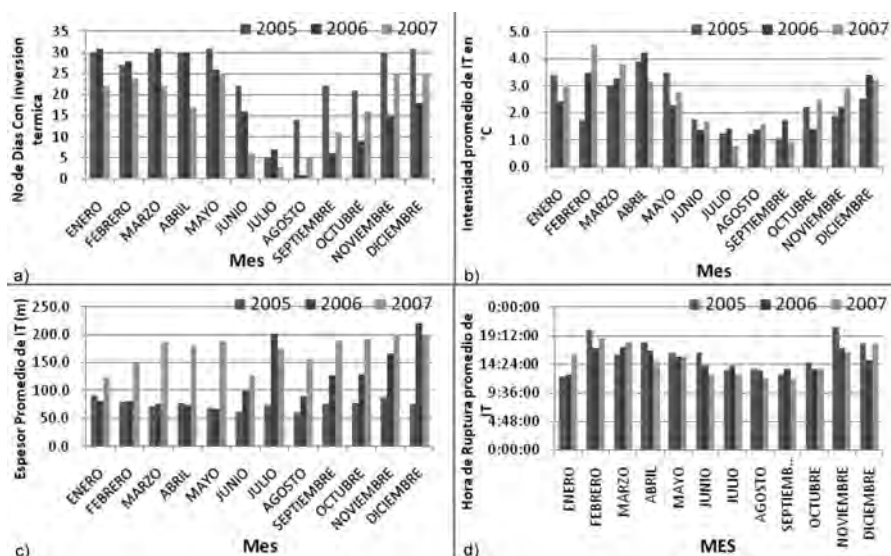 2005 2006 2007
No de Dias Con Inversion
termica
35
30
25
20
15
10
5
0
ENERO
FEBRERO
MARZO
ABRIL
MAYO
JUNIO
JULIO
AGOSTO
SEPTIEMBRE
OCTUBRE
NOVIEMBRE
DICIEMBRE
Mes
a)
2005 2006 2007
Intensidad promedio de IT en
°C
5.0
4.0
3.0
2.0
1.0
0.0
ENERO
FEBRERO
MARZO
ABRIL
MAYO
JUNIO
JULIO
AGOSTO
SEPTIEMBRE
OCTUBRE
NOVIEMBRE
DICIEMBRE
Mes
b)
2005 2006 2007
Espesor Promedio de IT (m)
250.0
200.0
150.0
100.0
50.0
0.0
ENERO
FEBRERO
MARZO
ABRIL
MAYO
JUNIO
JULIO
AGOSTO
SEPTIEMBRE
OCTUBRE
NOVIEMBRE
DICIEMBRE
Mes
c)
2005 2006 2007
Hora de Ruptura promedio de
IT
0:00:00
19:12:00
14:24:00
9:36:00
4:48:00
0:00:00
ENERO
FEBRERO
MARZO
ABRIL
MAYO
JUNIO
JULIO
AGOSTO
SEPTIEMB...
OCTUBRE
NOVIEMBRE
DICIEMBRE
MES
d)